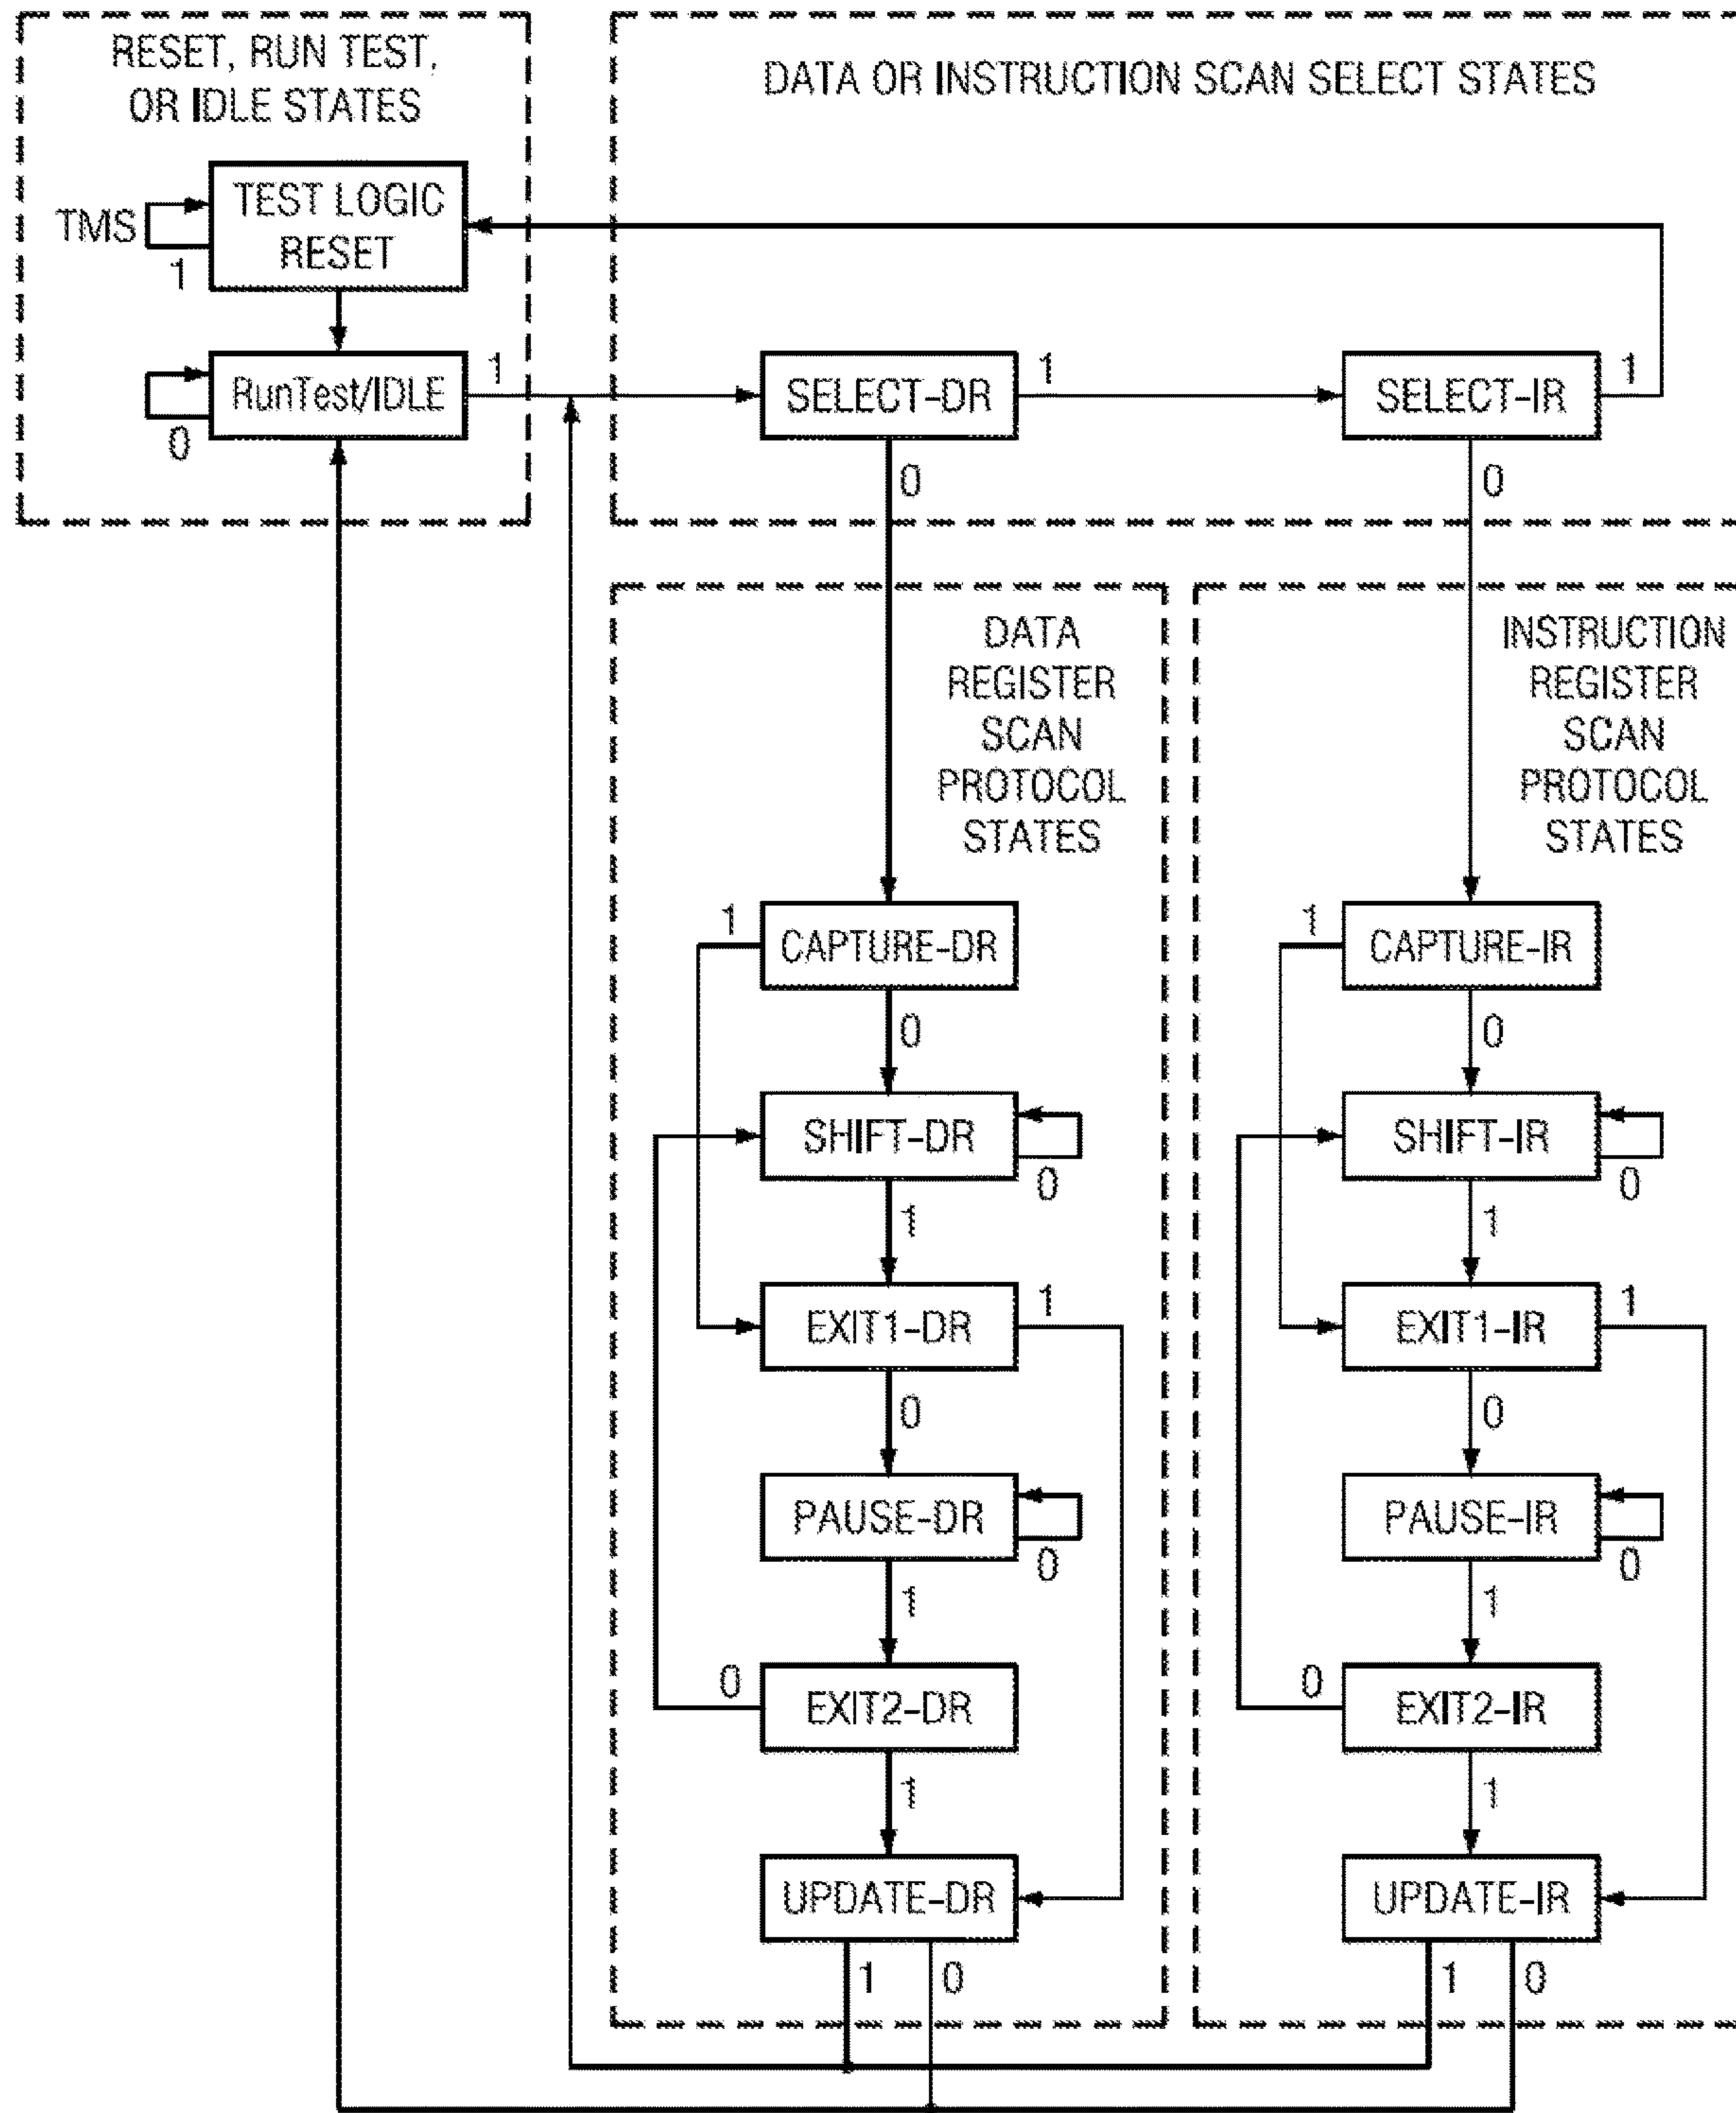 RESET, RUN TEST,
OR IDLE STATES
DATA OR INSTRUCTION SCAN SELECT STATES
TEST LOGIC
RESET
TMS
1
RunTest/IDLE
1
0
SELECT-DR
1
0
SELECT-IR
1
0
DATA
REGISTER
SCAN
PROTOCOL
STATES
1
CAPTURE-DR
0
SHIFT-DR
0
1
EXIT1-DR
1
0
PAUSE-DR
0
1
0
EXIT2-DR
1
UPDATE-DR
1
0
INSTRUCTION
REGISTER
SCAN
PROTOCOL
STATES
1
CAPTURE-IR
0
SHIFT-IR
0
1
EXIT1-IR
1
0
PAUSE-IR
0
1
0
EXIT2-IR
1
UPDATE-IR
1
0